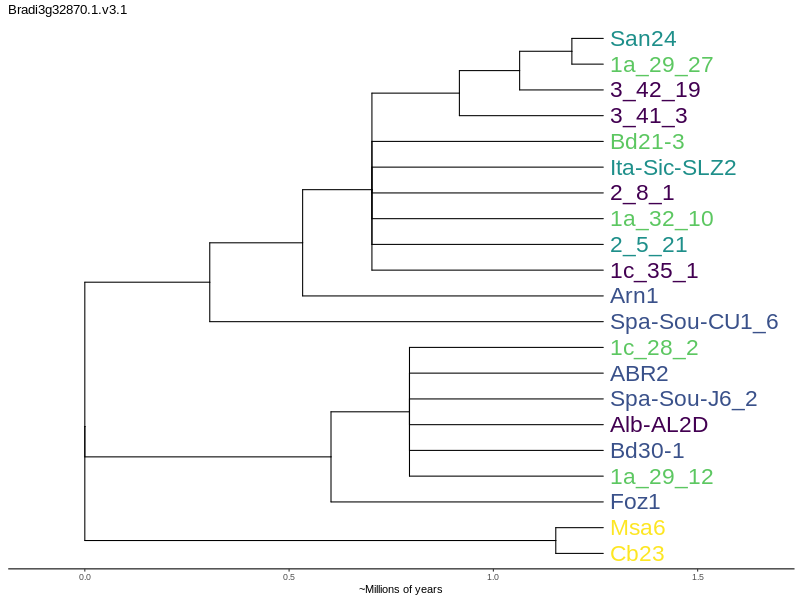 Bradi3g32870.1.v3.1
San24
1a_29_27
3_42_19
3_41_3
Bd21-3
Ita-Sic-SLZ2
2_8_1
1a_32_10
2_5_21
1c_35_1
Arn1
Spa-Sou-CU1_6
1c_28_2
ABR2
Spa-Sou-J6_2
Alb-AL2D
Bd30-1
1a_29_12
Foz1
Msa6
Cb23
0.0 0.5 1.0 1.5
~Millions of years